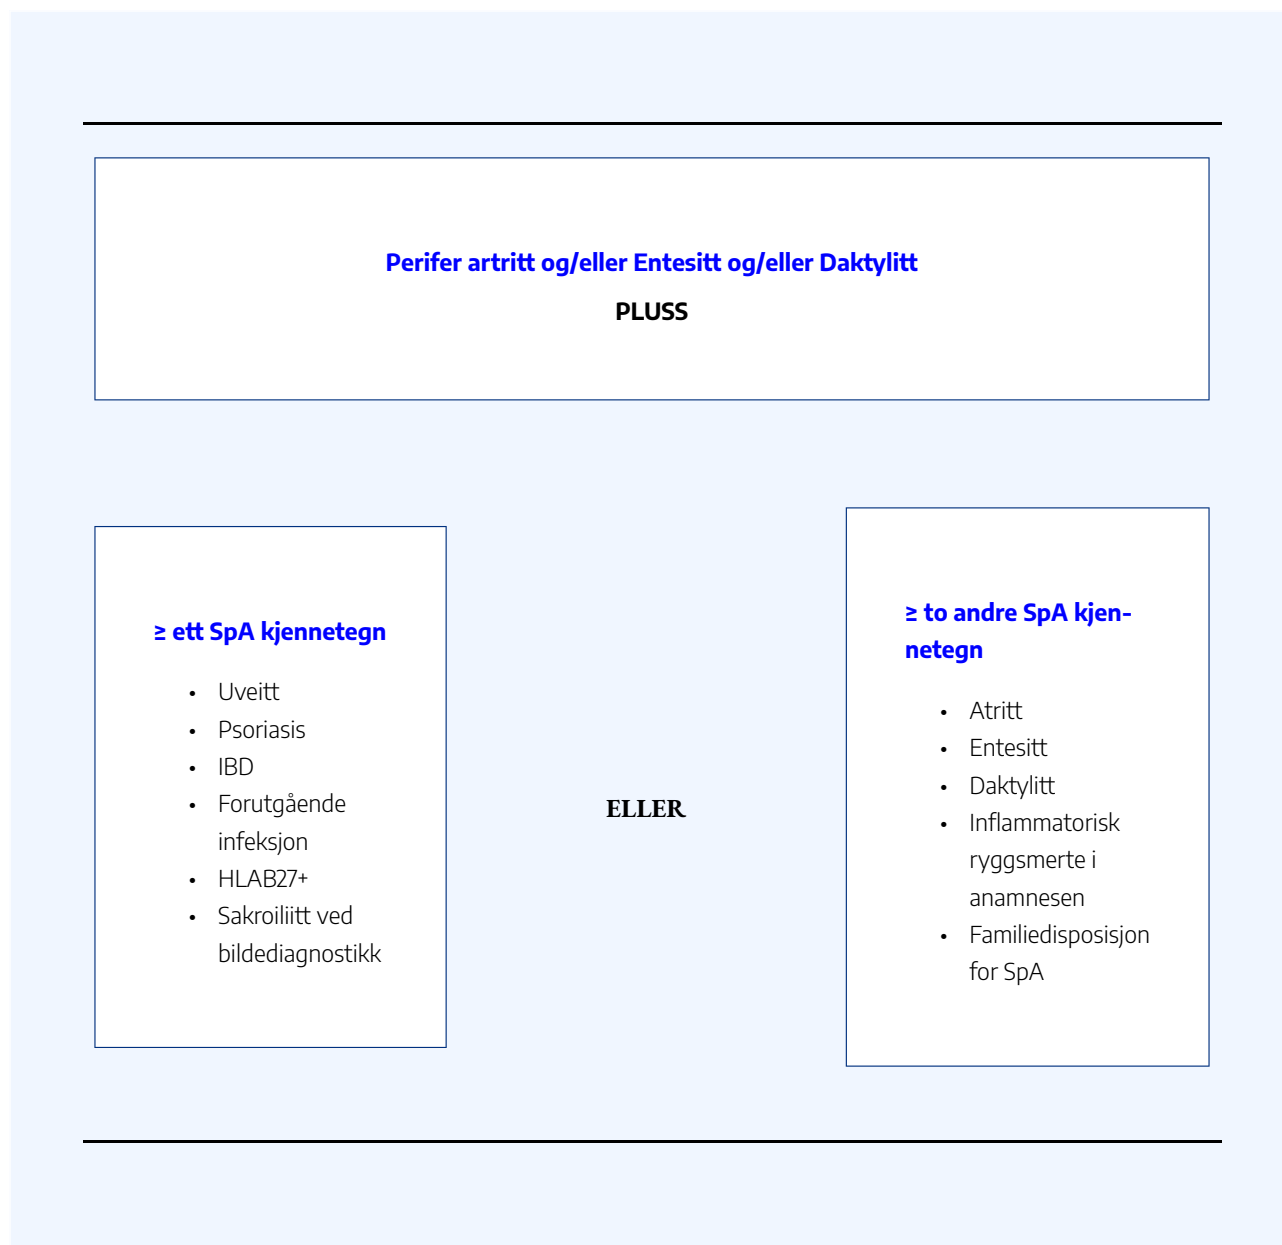 Perifer artritt og/eller Entesitt og/eller Daktylitt
PLUSS
≥ ett SpA kjennetegn
• Uveitt
• Psoriasis
• IBD
• Forutgående
infeksjon
• HLAB27+
• Sakroiliitt ved
bildediagnostikk
ELLER
≥ to andre SpA kjen-
netegn
• Atritt
• Entesitt
• Daktylitt
• Inflammatorisk
ryggsmerte i
anamnesen
• Familiedisposisjon
for SpA